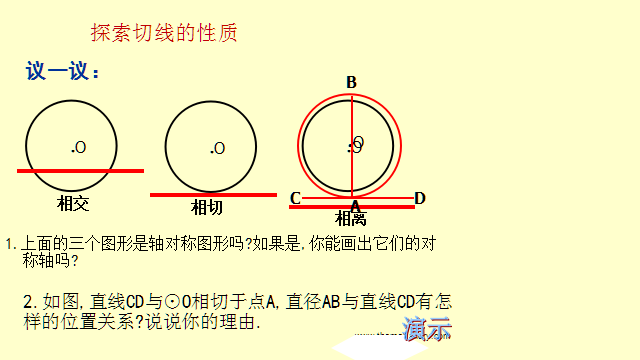 探索切线的性质
议一议：
B
.O
.O
.O
C
D
A
相交
相切
相离
1.上面的三个图形是轴对称图形吗?如果是.你能画出它们的对
称轴吗?
2.如图,直线CD与⊙O相切于点A,直径AB与直线CD有怎
样的位置关系?说说你的理由.
演示